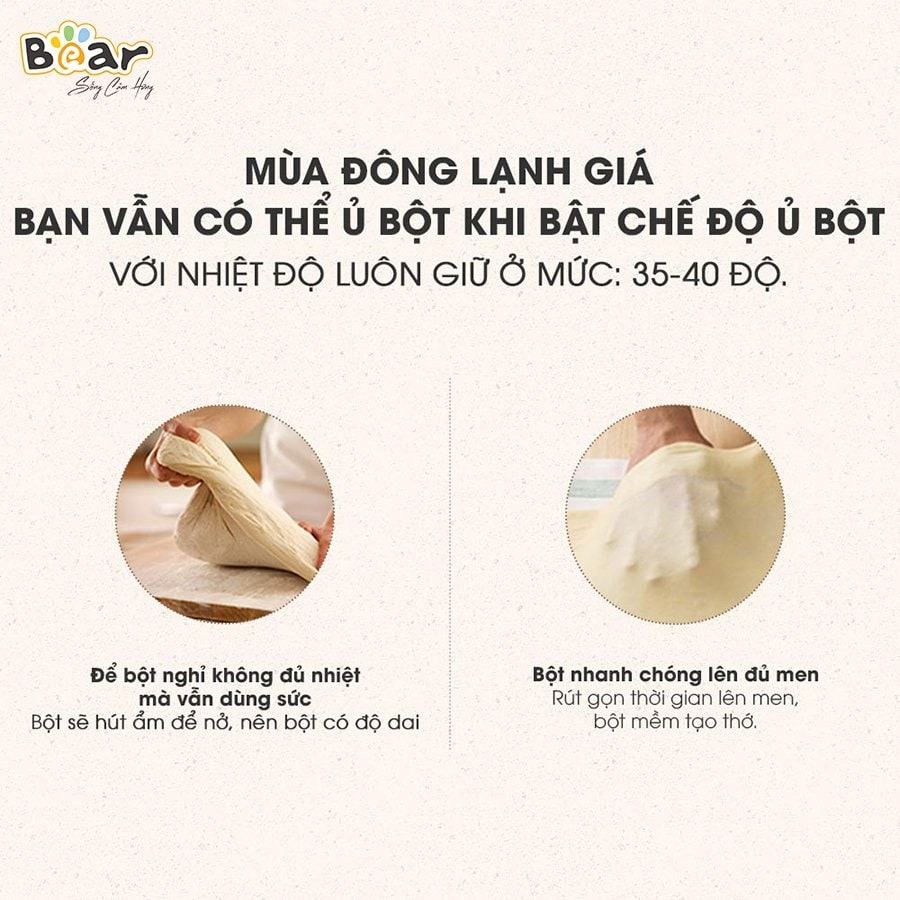 Bear
Sống Cảm Hứng
MÙA ĐÔNG LẠNH GIÁ
BẠN VẪN CÓ THỂ Ủ BỘT KHI BẬT CHẾ ĐỘ Ủ BỘT
VỚI NHIỆT ĐỘ LUÔN GIỮ Ở MỨC: 35-40 ĐỘ.
Để bột nghỉ không đủ nhiệt
mà vẫn dùng sức
Bột sẽ hút ẩm để nở, nên bột có độ dai
Bột nhanh chóng lên đủ men
Rút gọn thời gian lên men,
bột mềm tạo thớ.